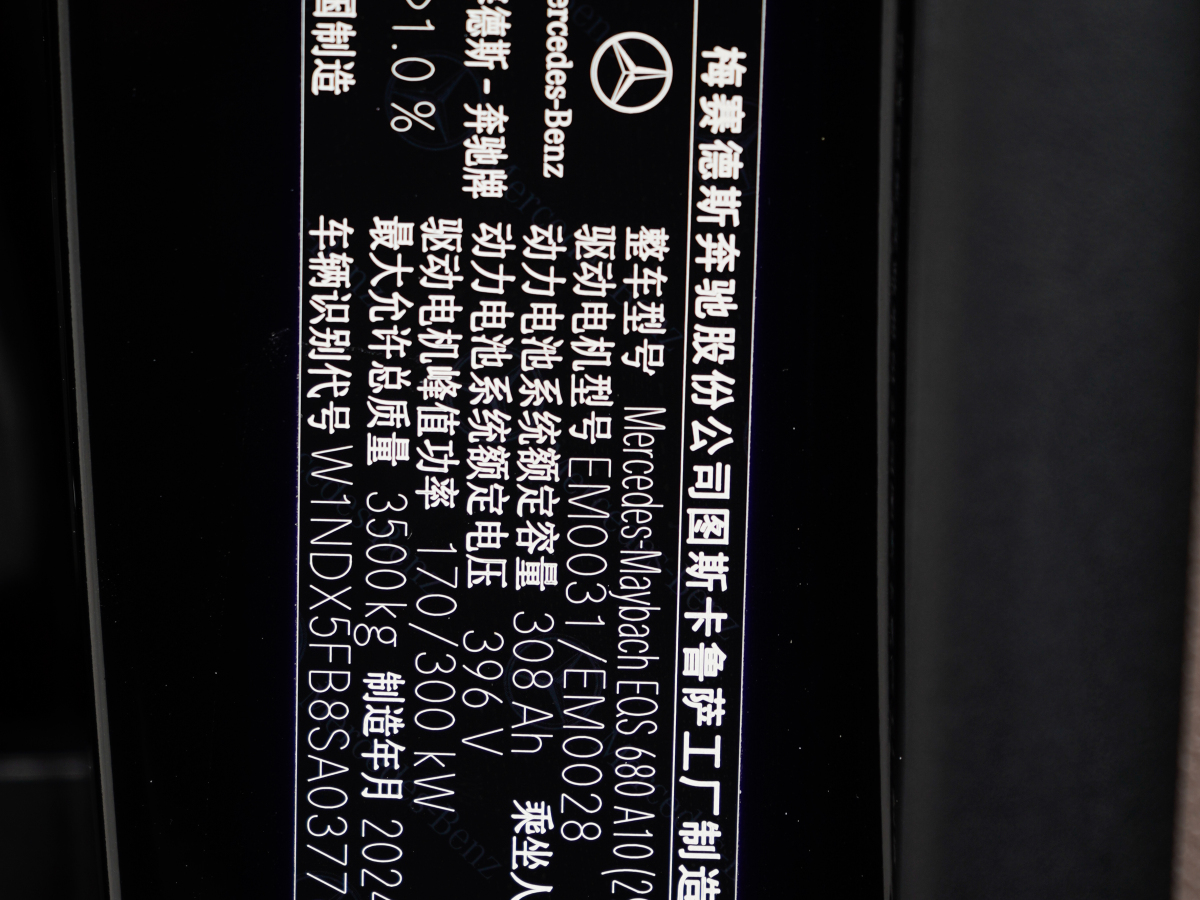 梅赛德斯奔驰股份公司图斯卡鲁萨工厂制造
整车型号 Mercedes-Maybach EQS 680 A10(2
驱动电机型号 EM0031/EM0028
ercedes-Benz
动力电池系统额定容量 308 Ah 乘坐人
德斯-奔驰牌
动力电池系统额定电压 396 V
驱动电机峰值功率 170/300 kW
>1.0%
最大允许总质量 3500kg 制造年月 2024
国制造
车辆识别代号 W1NDX5FB8SA0377